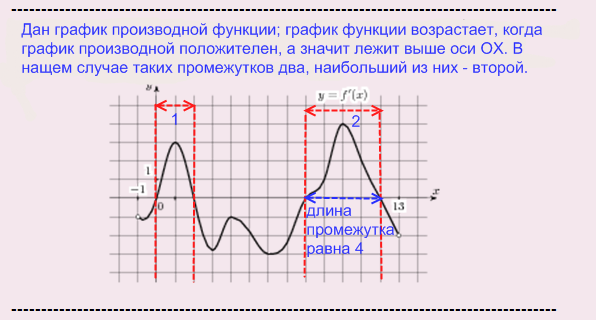 Дан график производной функции; график функции возрастает, когда
график производной положителен, а значит лежит выше оси ОХ. В
нащем случае таких промежутков два, наибольший из них - второй.
y
y = f′(x)
1
2
1
−1
0
13
x
длина
промежутка
равна 4